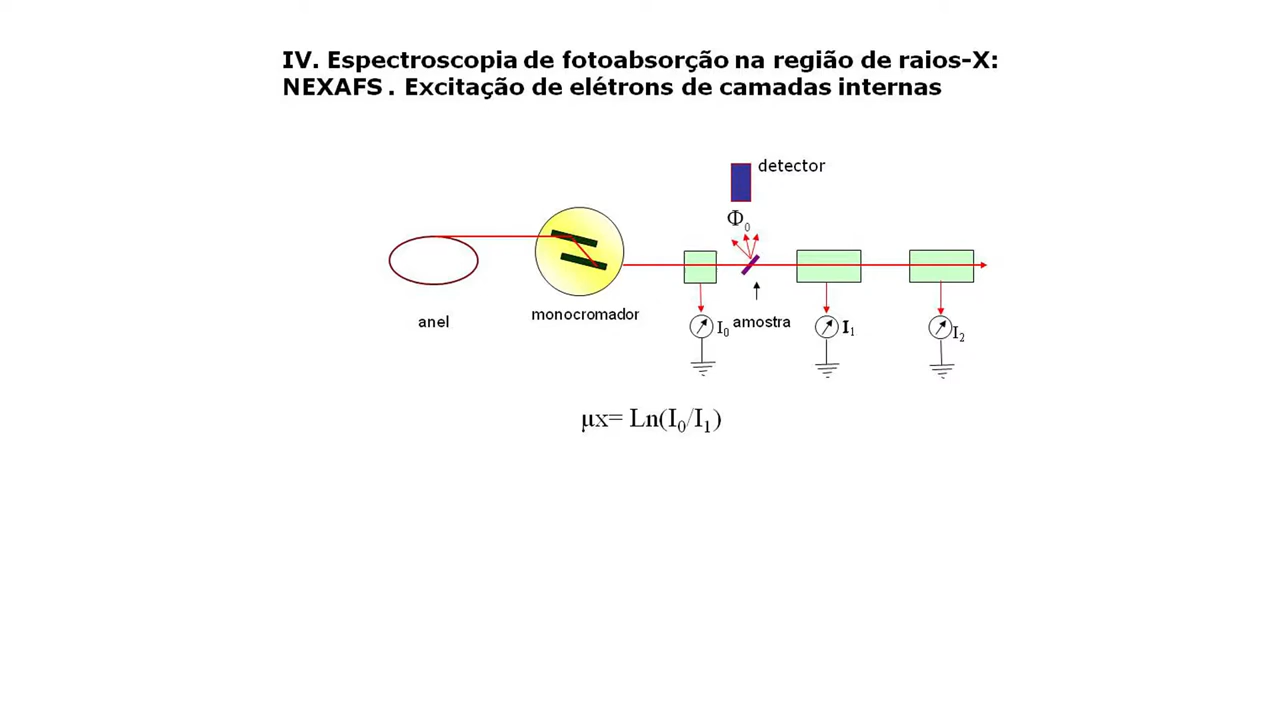 IV. Espectroscopia de fotoabsorção na região de raios-X:
NEXAFS . Excitação de elétrons de camadas internas
detector
Φ0
anel
monocromador
I0
amostra
I1
I2
μx= Ln(I0/I1)